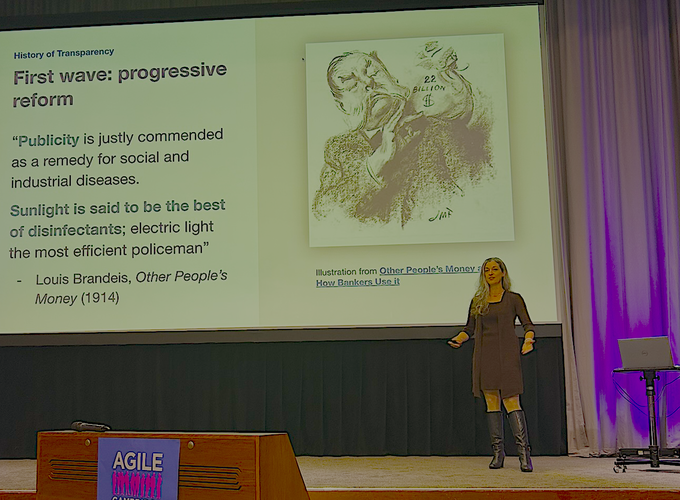 History of Transparency
First wave: progressive
reform
“Publicity is justly commended
as a remedy for social and
industrial diseases.
Sunlight is said to be the best
of disinfectants; electric light
the most efficient policeman”
- Louis Brandeis, Other People’s
Money (1914)
22
BILLION
Illustration from Other People’s Money
How Bankers Use it
AGILE